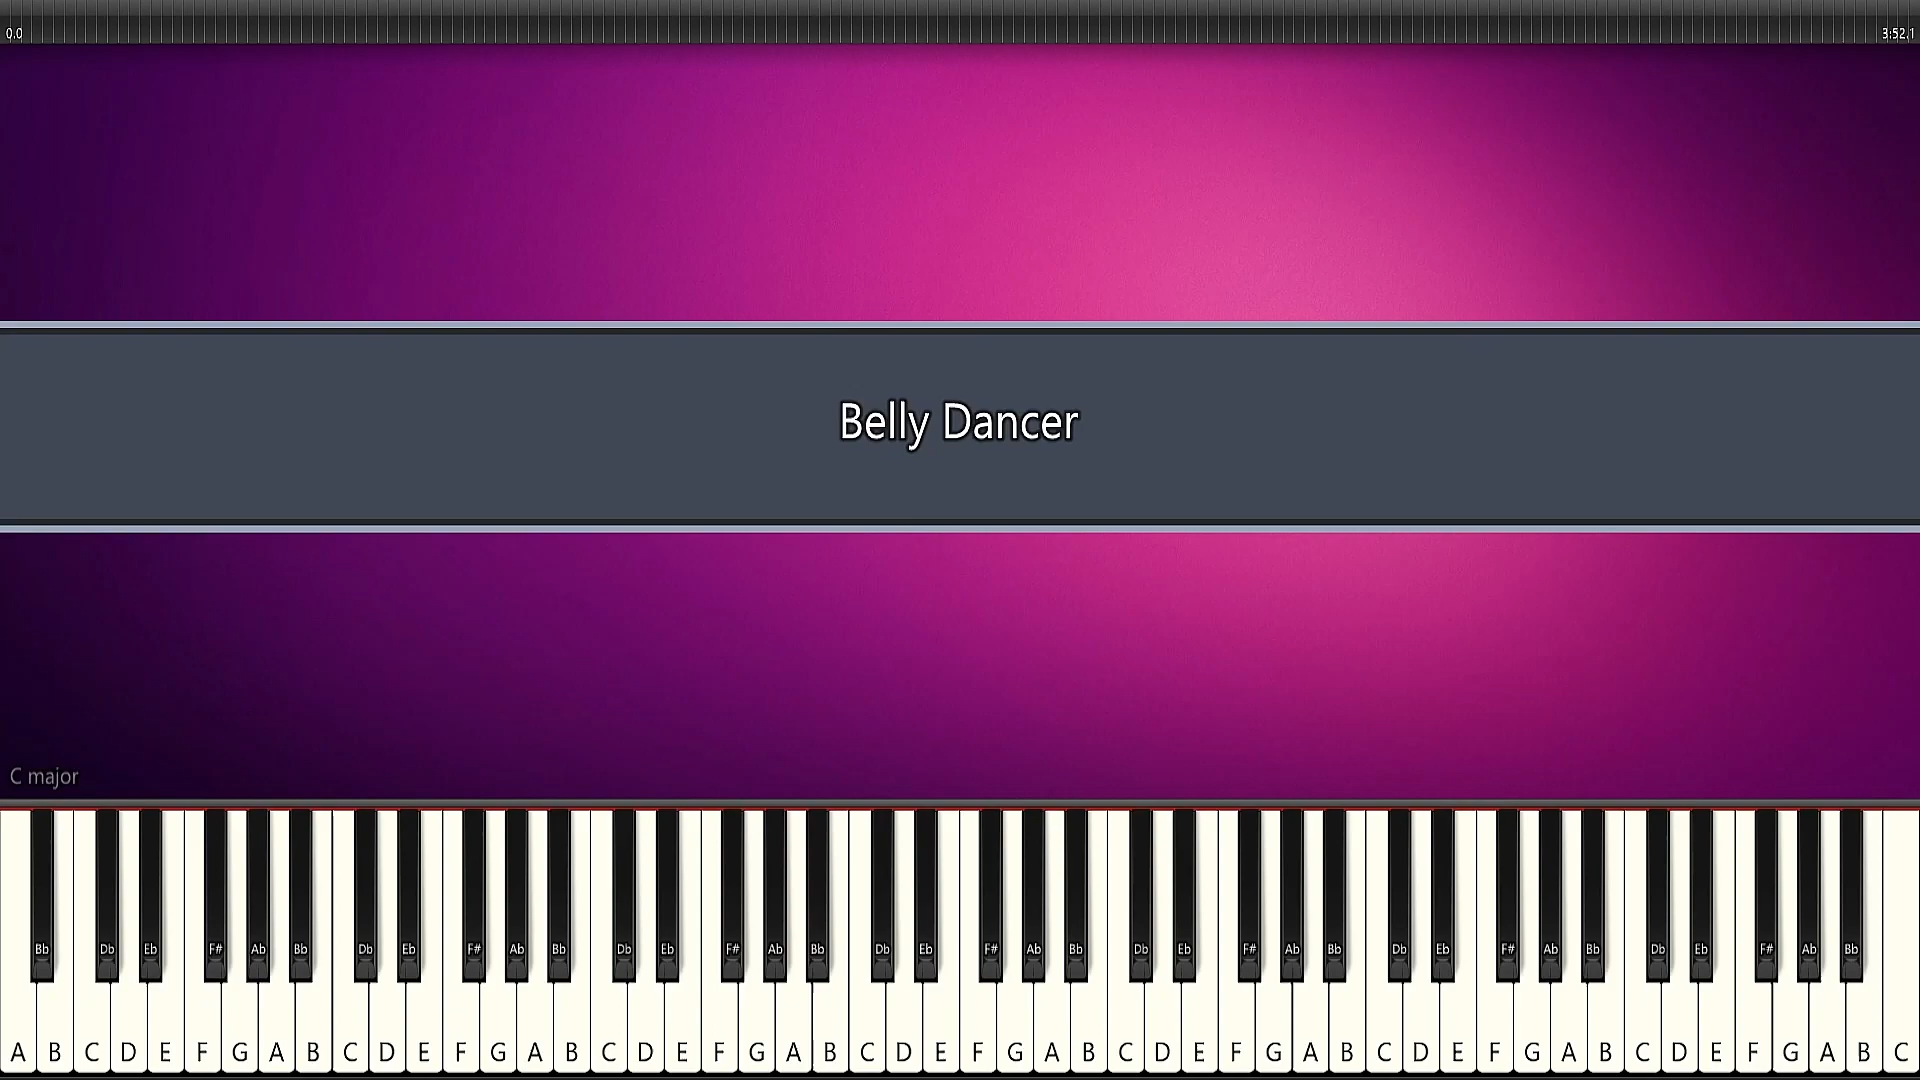 0.0 3:52.1
Belly Dancer
C major
Bb Db Eb F# Ab Bb Db Eb F# Ab Bb Db Eb F# Ab Bb Db Eb F# Ab Bb Db Eb F# Ab Bb Db Eb F# Ab Bb Db Eb F# Ab Bb
A B C D E F G A B C D E F G A B C D E F G A B C D E F G A B C D E F G A B C D E F G A B C D E F G A B C